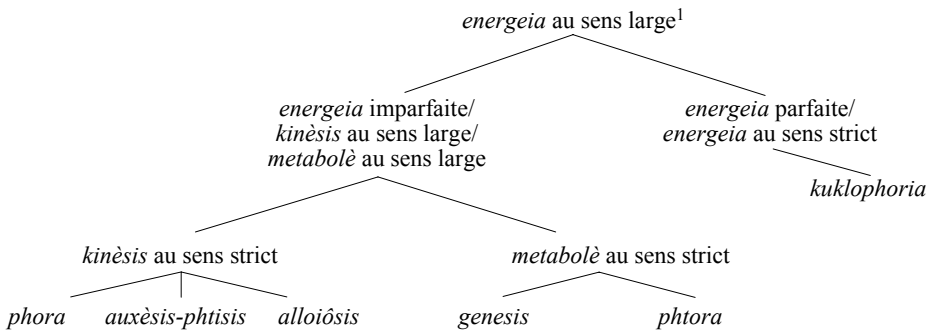 energeia au sens large1
energeia imparfaite/
kinèsis au sens large/
metabolè au sens large
energeia parfaite/
energeia au sens strict
kuklophoria
kinèsis au sens strict
metabolè au sens strict
phora auxèsis-phtisis alloiôsis genesis phtora